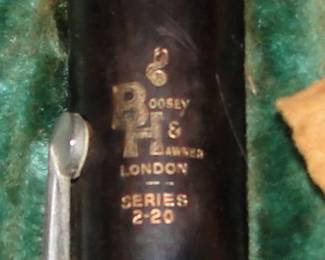 BOOSEY
& HAWKES
LONDON
SERIES
2-20